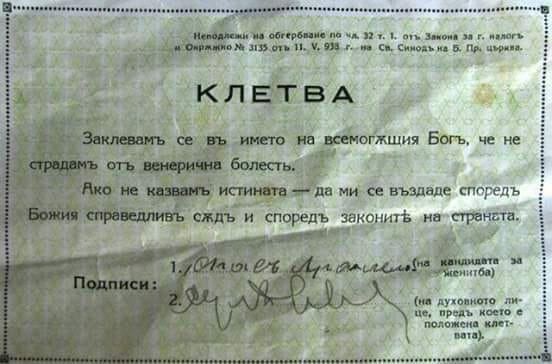 Неподлежи на обгербване по чл. 32 т. 1. отъ Закона за г. налогъ
и Окржжно № 3135 отъ 11. V. 938 г. на Св. Синодъ на Б. Пр. църква.
КЛЕТВА
Заклевамъ се въ името на всемогѫщия Богъ, че не
страдамъ отъ венерична болесть.
Ако не казвамъ истината — да ми се въздаде споредъ
Божия справедливъ сѫдъ и споредъ законитѣ на страната.
1. (на кандидата за
женитба)
Подписи:
2. (на духовното ли-
це, предъ което е
положена клет-
вата).